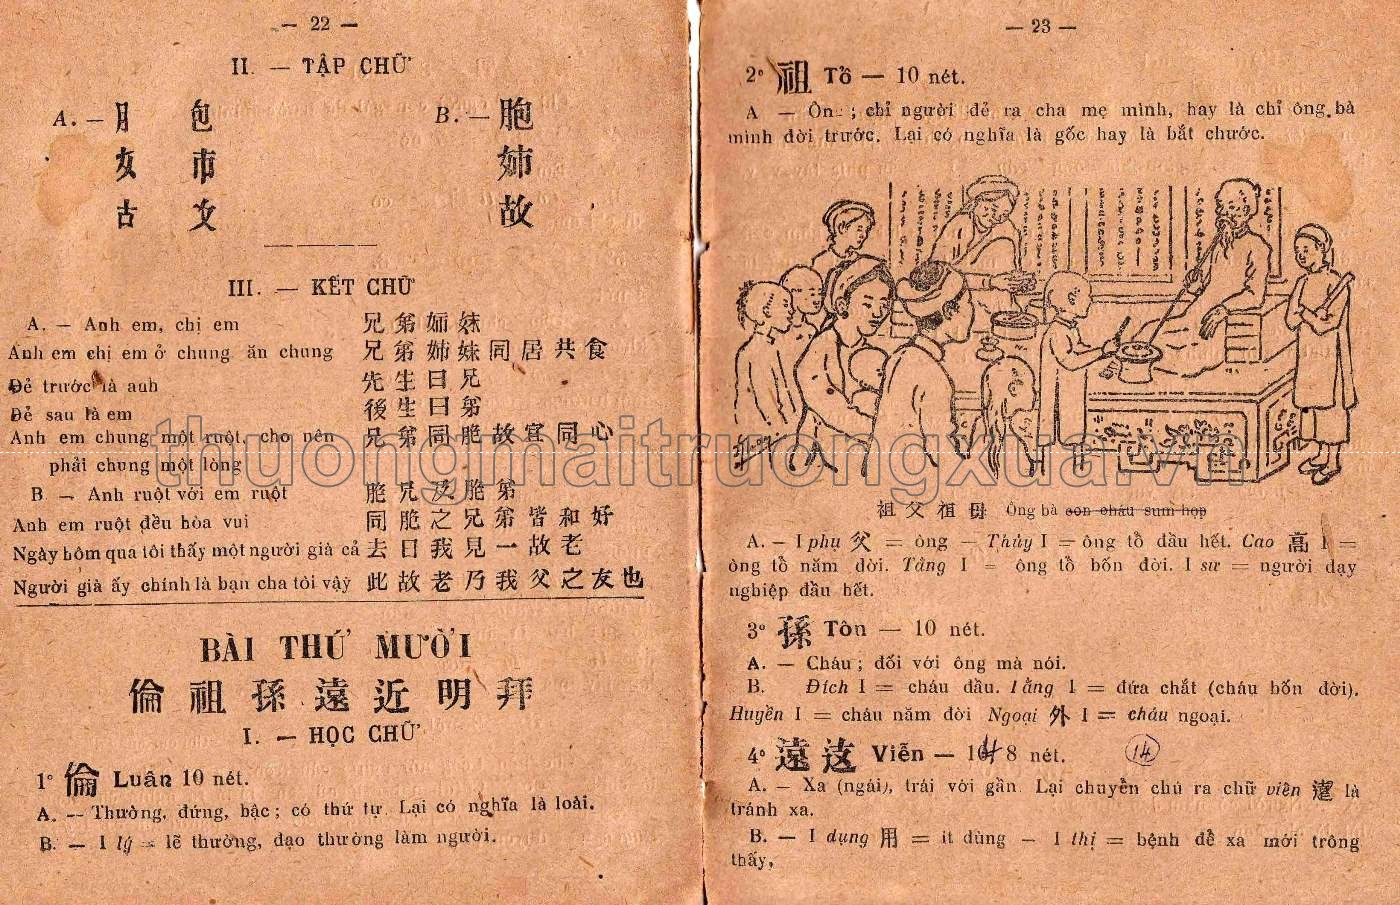 — 22 —
II. — TẬP CHỮ
A. — 月 包 B. — 胞
女 市 姉
古 文 故
III. — KẾT CHỮ
A. — Anh em, chị em 兄弟姉妹
Anh em chị em ở chung ăn chung 兄弟姉妹同居共食
Đẻ trước là anh 先生曰兄
Đẻ sau là em 後生曰弟
Anh em chung một ruột, cho nên 兄弟同胞故宜同心
phải chung một lòng
B — Anh ruột với em ruột 胞兄及胞弟
Anh em ruột đều hòa vui 同胞之兄弟皆和好
Ngày hôm qua tôi thấy một người già cả 去日我見一故老
Người già ấy chính là bạn cha tôi vậy 此故老乃我父之友也
BÀI THỨ MƯỜI
倫祖孫遠近明拜
I. — HỌC CHỮ
1º 倫 Luân 10 nét.
A. — Thường, đứng, bậc; có thứ tự. Lại có nghĩa là loài.
B. — I lý = lẽ thường, đạo thường làm người.
— 23 —
2º 祖 Tổ — 10 nét.
A — Ông; chỉ người đẻ ra cha mẹ mình, hay là chỉ ông bà
mình đời trước. Lại có nghĩa là gốc hay là bắt chước.
祖父祖母 Ông bà con cháu sum họp
A. — I phụ 父 = ông — Thủy I = ông tổ đầu hết. Cao 高 I =
ông tổ năm đời. Tằng I = ông tổ bốn đời. I sư = người dạy
nghiệp đầu hết.
3º 孫 Tôn — 10 nét.
A. — Cháu; đối với ông mà nói.
B. Đích I = cháu đầu. Tằng I = đứa chắt (cháu bốn đời).
Huyền I = cháu năm đời Ngoại 外 I = cháu ngoại.
4º 遠 Viễn — 8 nét. 14
A. — Xa (ngái), trái với gần. Lại chuyển chú ra chữ viễn là
tránh xa.
B. — I dụng 用 = ít dùng — I thị = bệnh để xa mới trông
thấy,
thuongmaitruongxua.vn